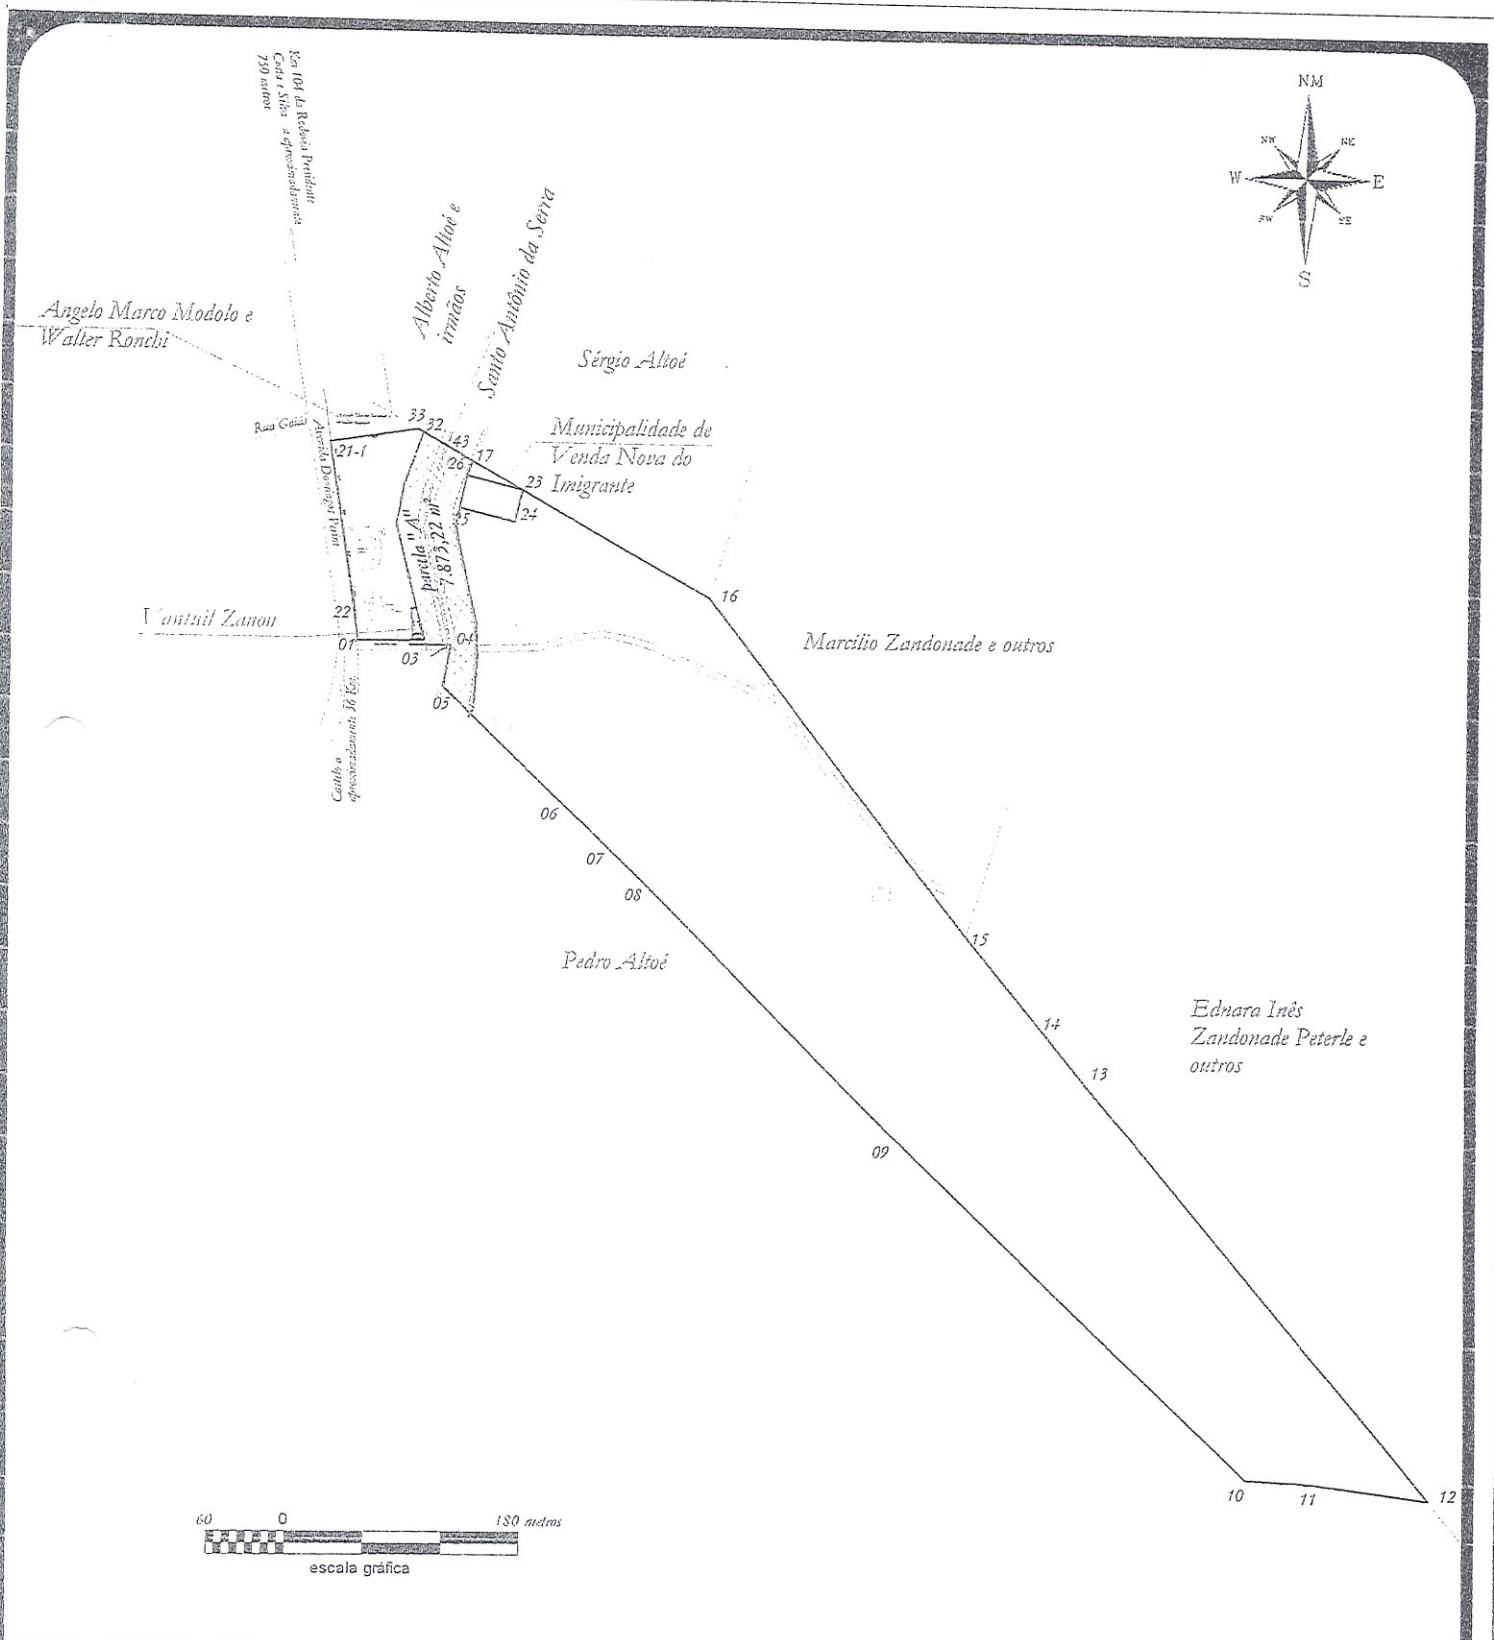 NM
NW
NE
W
E
SE
S
Km 104 da Rodovia Presidente
Costa e Silva a aproximadamente
750 metros
Alberto Altoé e
irmãos
Santo Antônio da Serra
Angelo Marco Modolo e
Walter Ronchi
Sérgio Altoé
Rua Goiás
33
32
43
26
17
21-1
Municipalidade de
Venda Nova do
Imigrante
23
24
Avenida Domingos Perim
parcela "A"
7.873,22 m²
16
22
Vantuil Zanon
01
03
04
05
Marcílio Zandonade e outros
Castelo a
aproximadamente 36 Km.
06
07
08
Pedro Altoé
15
14
13
Ednara Inês
Zandonade Peterle e
outros
09
10
11
12
60
0
180 metros
escala gráfica